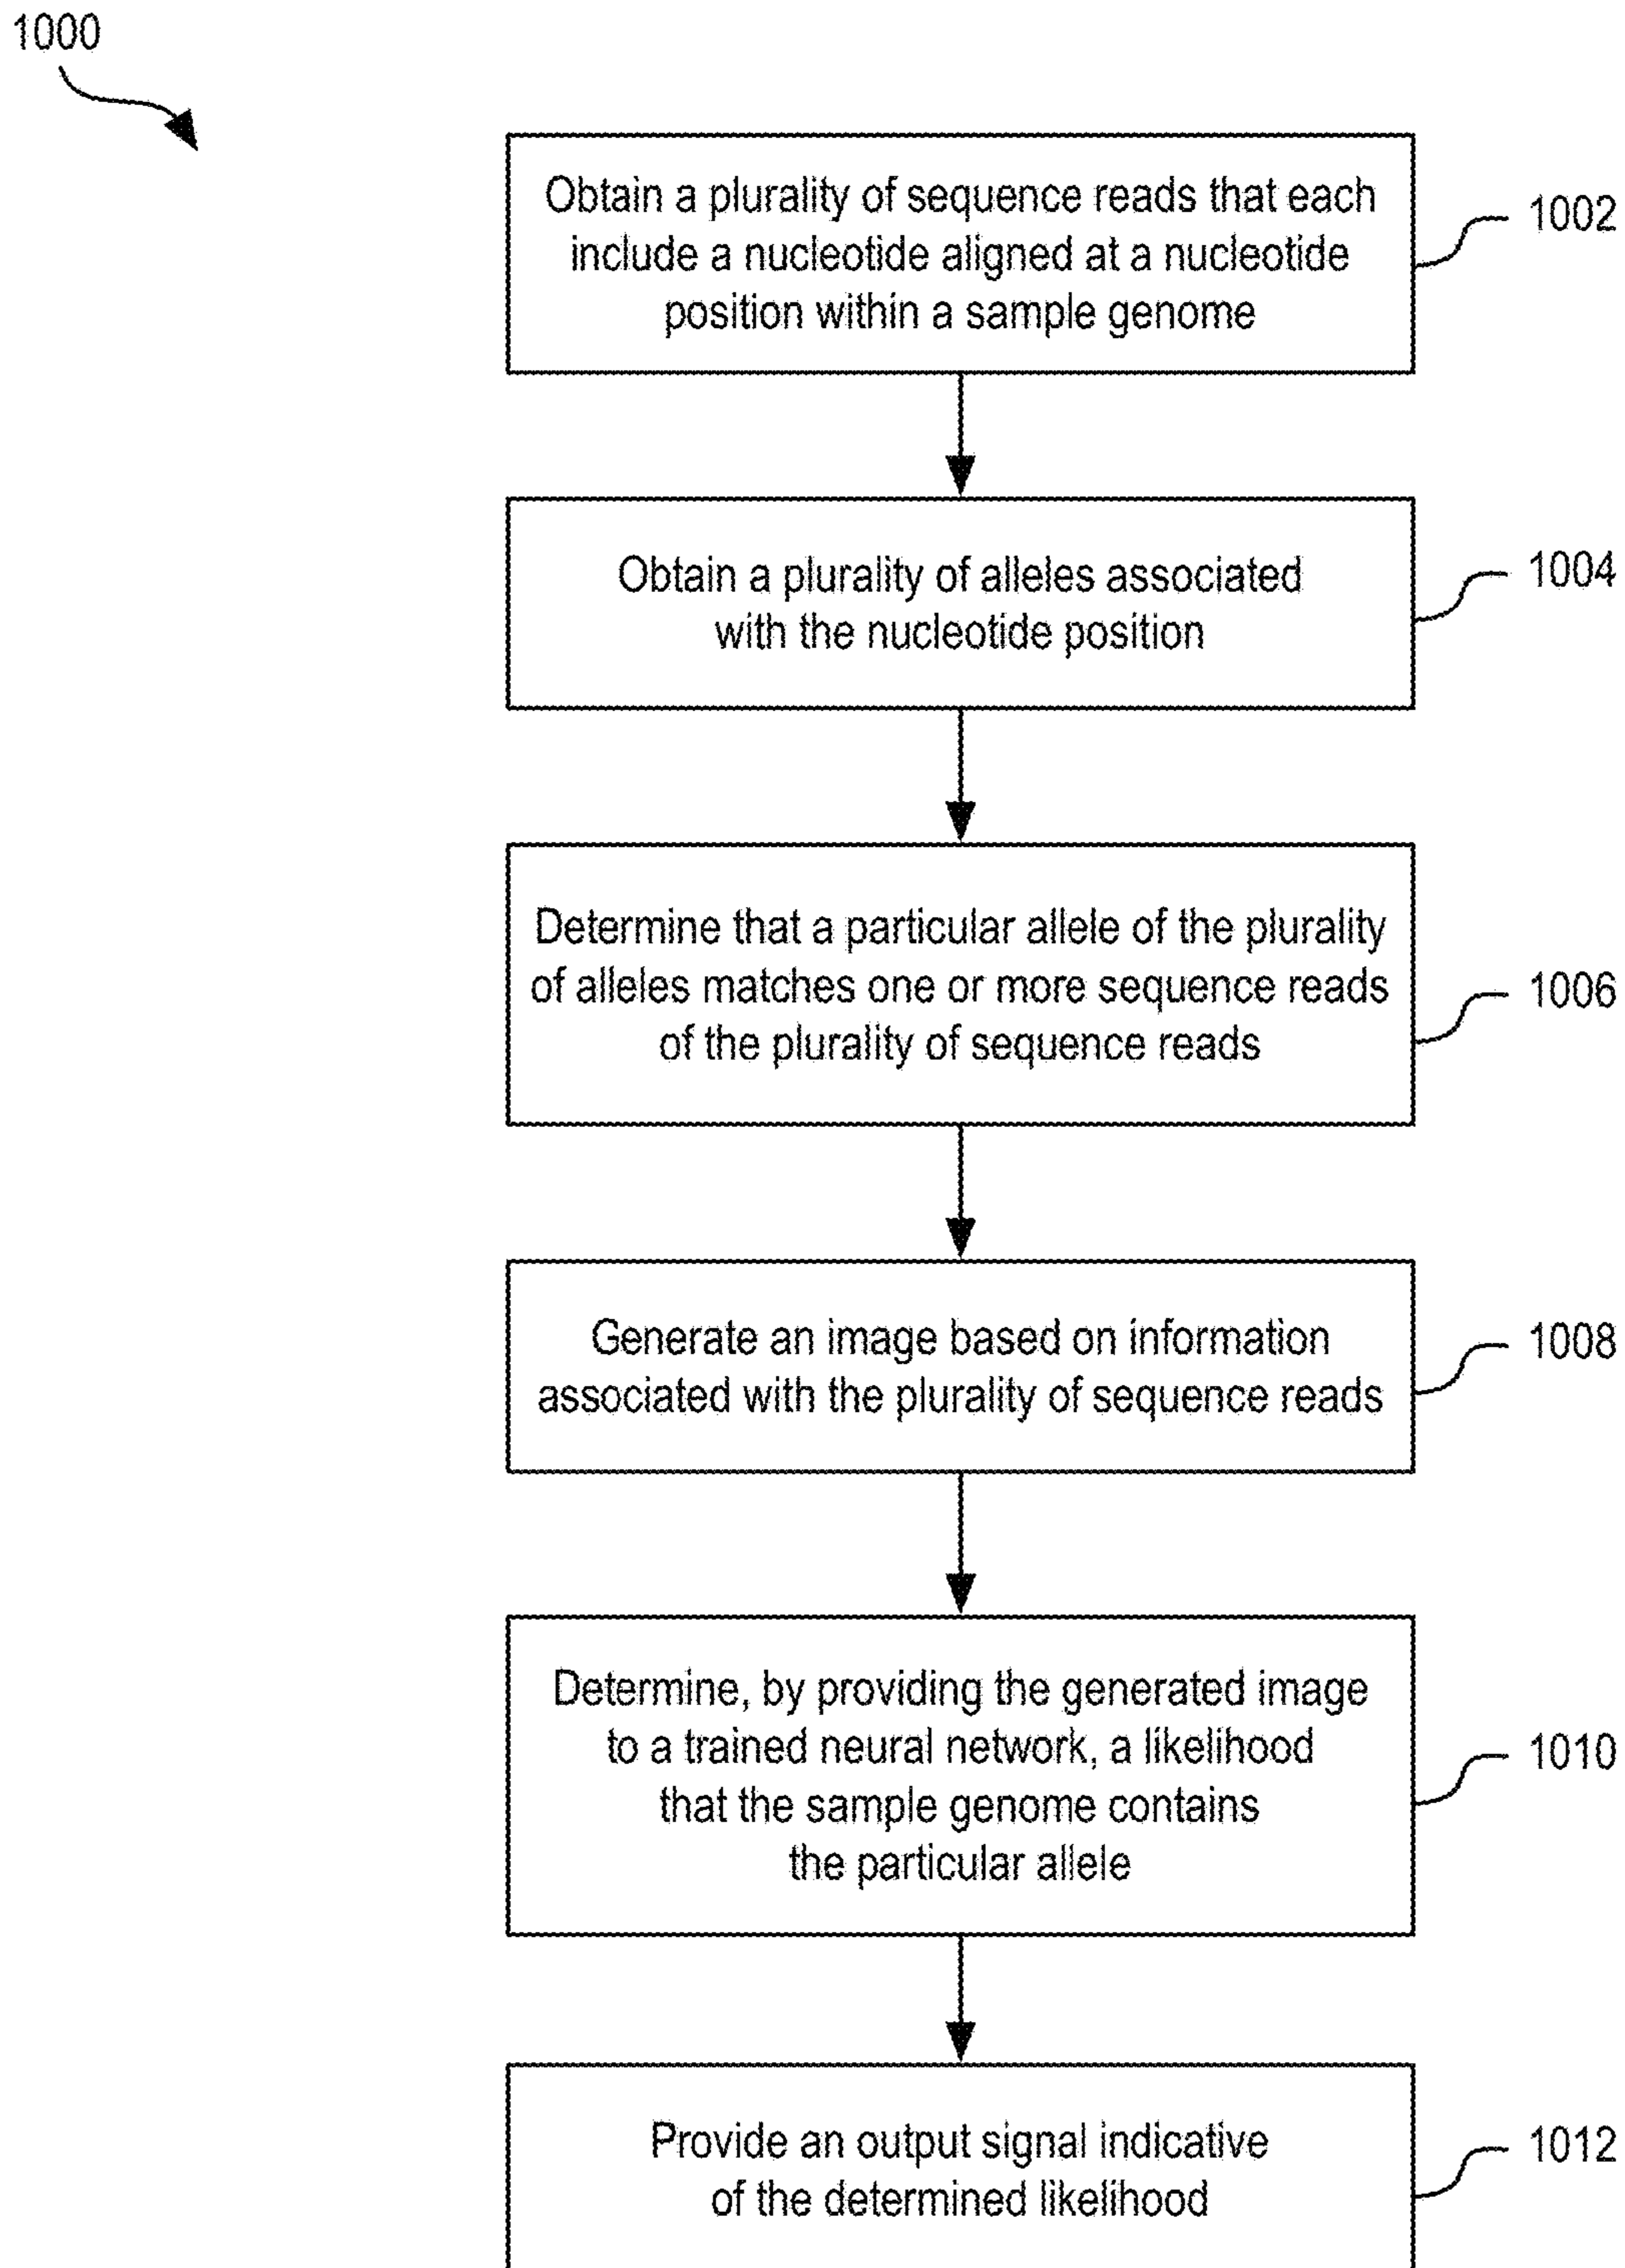 1000
Obtain a plurality of sequence reads that each
include a nucleotide aligned at a nucleotide
position within a sample genome
1002
Obtain a plurality of alleles associated
with the nucleotide position
1004
Determine that a particular allele of the plurality
of alleles matches one or more sequence reads
of the plurality of sequence reads
1006
Generate an image based on information
associated with the plurality of sequence reads
1008
Determine, by providing the generated image
to a trained neural network, a likelihood
that the sample genome contains
the particular allele
1010
Provide an output signal indicative
of the determined likelihood
1012